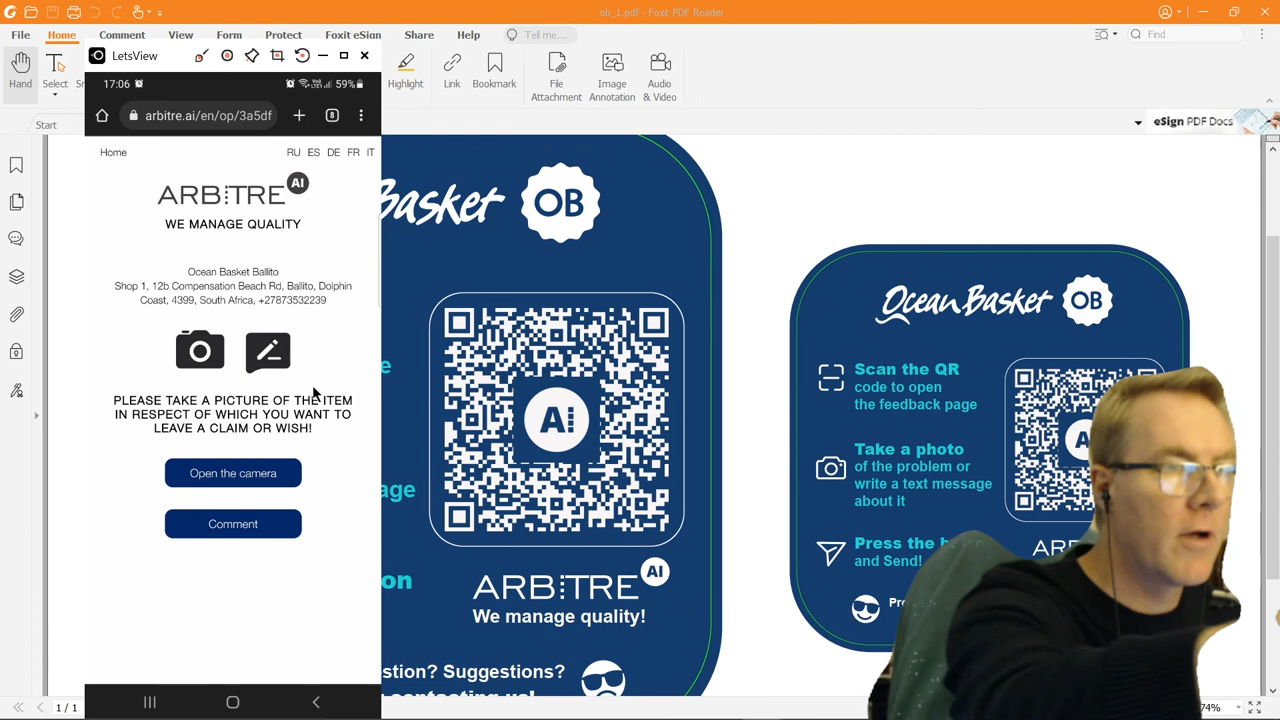 ob_1.pdf - Foxit PDF Reader
File Home Comment View Form Protect Foxit eSign Share Help Tell me... Find
LetsView
Hand Select Highlight Link Bookmark File Attachment Image Annotation Audio & Video
Start
eSign PDF Docs
17:06 59%
arbitre.ai/en/op/3a5df 8
Home RU ES DE FR IT
ARBITRE AI
WE MANAGE QUALITY
Ocean Basket Ballito
Shop 1, 12b Compensation Beach Rd, Ballito, Dolphin
Coast, 4399, South Africa, +27873532239
PLEASE TAKE A PICTURE OF THE ITEM
IN RESPECT OF WHICH YOU WANT TO
LEAVE A CLAIM OR WISH!
Open the camera
Comment
Basket OB
AI
ARBITRE AI
We manage quality!
stion? Suggestions?
contacting us!
Ocean Basket OB
Scan the QR
code to open
the feedback page
Take a photo
of the problem or
write a text message
about it
Press the
and Send!
1 / 1
74%